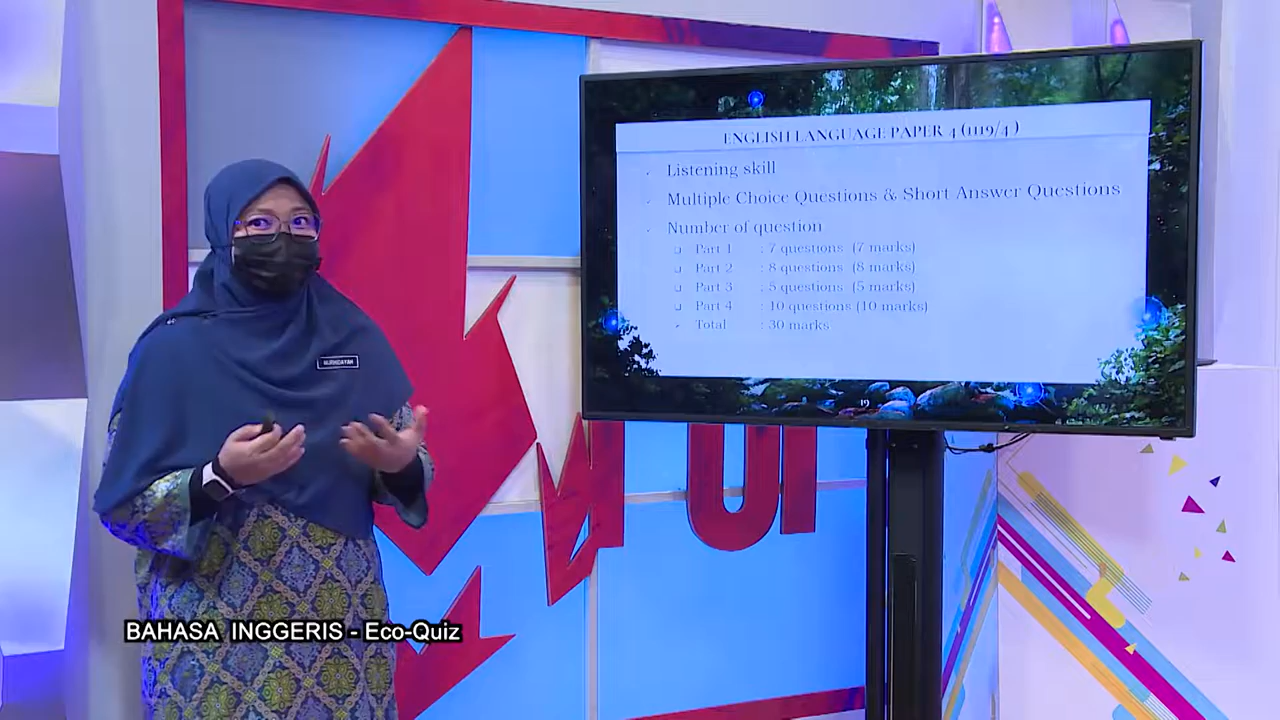 ENGLISH LANGUAGE PAPER 4 (1119/4 )
Listening skill
Multiple Choice Questions & Short Answer Questions
Number of question
Part 1 : 7 questions (7 marks)
Part 2 : 8 questions (8 marks)
Part 3 : 5 questions (5 marks)
Part 4 : 10 questions (10 marks)
Total : 30 marks
19
NURHIDAYAH
BAHASA INGGERIS - Eco-Quiz